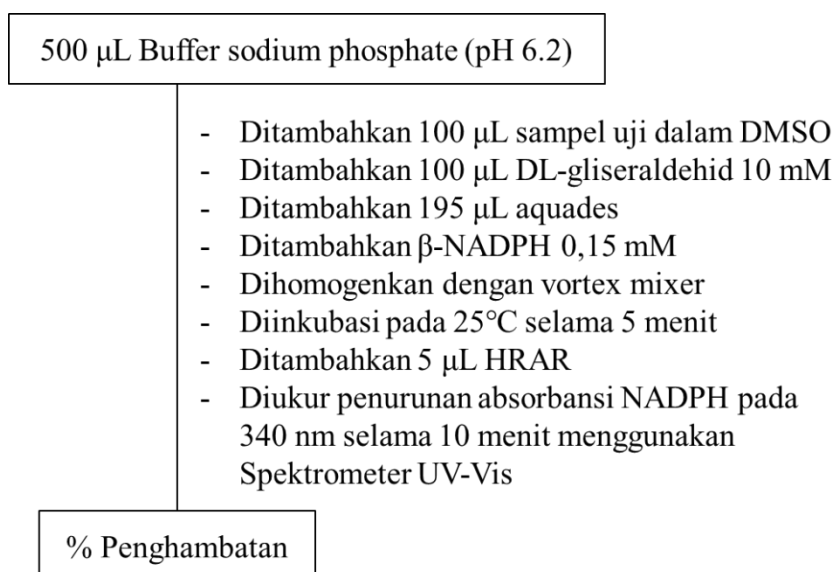 500 μL Buffer sodium phosphate (pH 6.2)
- Ditambahkan 100 μL sampel uji dalam DMSO
- Ditambahkan 100 μL DL-gliseraldehid 10 mM
- Ditambahkan 195 μL aquades
- Ditambahkan β-NADPH 0,15 mM
- Dihomogenkan dengan vortex mixer
- Diinkubasi pada 25°C selama 5 menit
- Ditambahkan 5 μL HRAR
- Diukur penurunan absorbansi NADPH pada
340 nm selama 10 menit menggunakan
Spektrometer UV-Vis
% Penghambatan